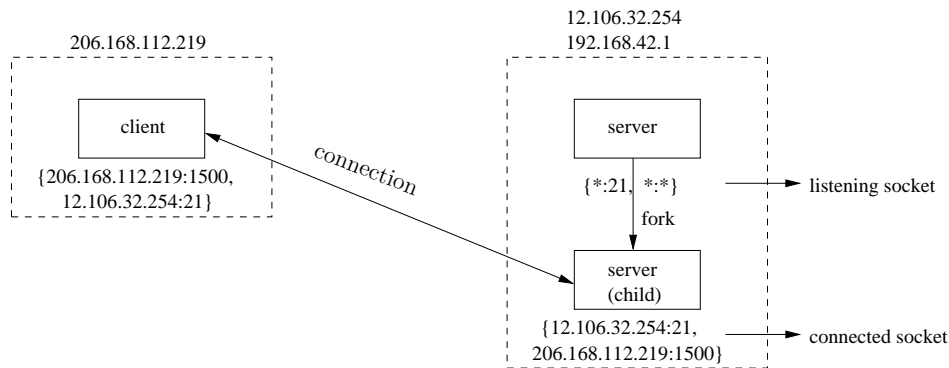 12.106.32.254
192.168.42.1
206.168.112.219
client
{206.168.112.219:1500,
12.106.32.254:21}
connection
server
{*:21, *:*}
listening socket
fork
server
(child)
{12.106.32.254:21,
206.168.112.219:1500}
connected socket